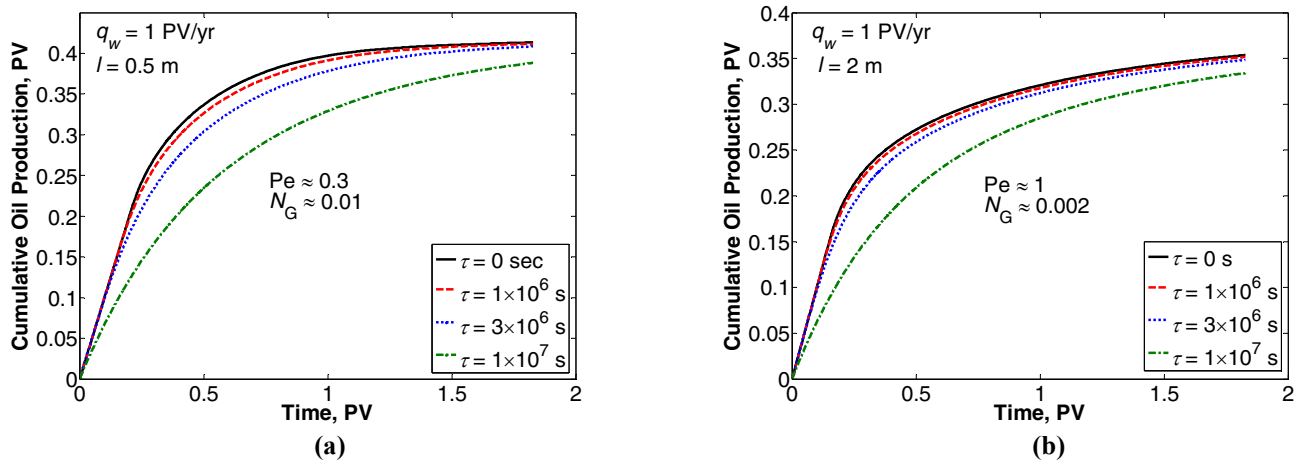 q_w = 1 PV/yr
l = 0.5 m
Pe ≈ 0.3
N_G ≈ 0.01
τ = 0 sec
τ = 1×10^6 s
τ = 3×10^6 s
τ = 1×10^7 s
Cumulative Oil Production, PV
0.4
0.35
0.3
0.25
0.2
0.15
0.1
0.05
0
0 0.5 1 1.5 2
Time, PV
(a)
q_w = 1 PV/yr
l = 2 m
Pe ≈ 1
N_G ≈ 0.002
τ = 0 s
τ = 1×10^6 s
τ = 3×10^6 s
τ = 1×10^7 s
Cumulative Oil Production, PV
0.4
0.35
0.3
0.25
0.2
0.15
0.1
0.05
0
0 0.5 1 1.5 2
Time, PV
(b)